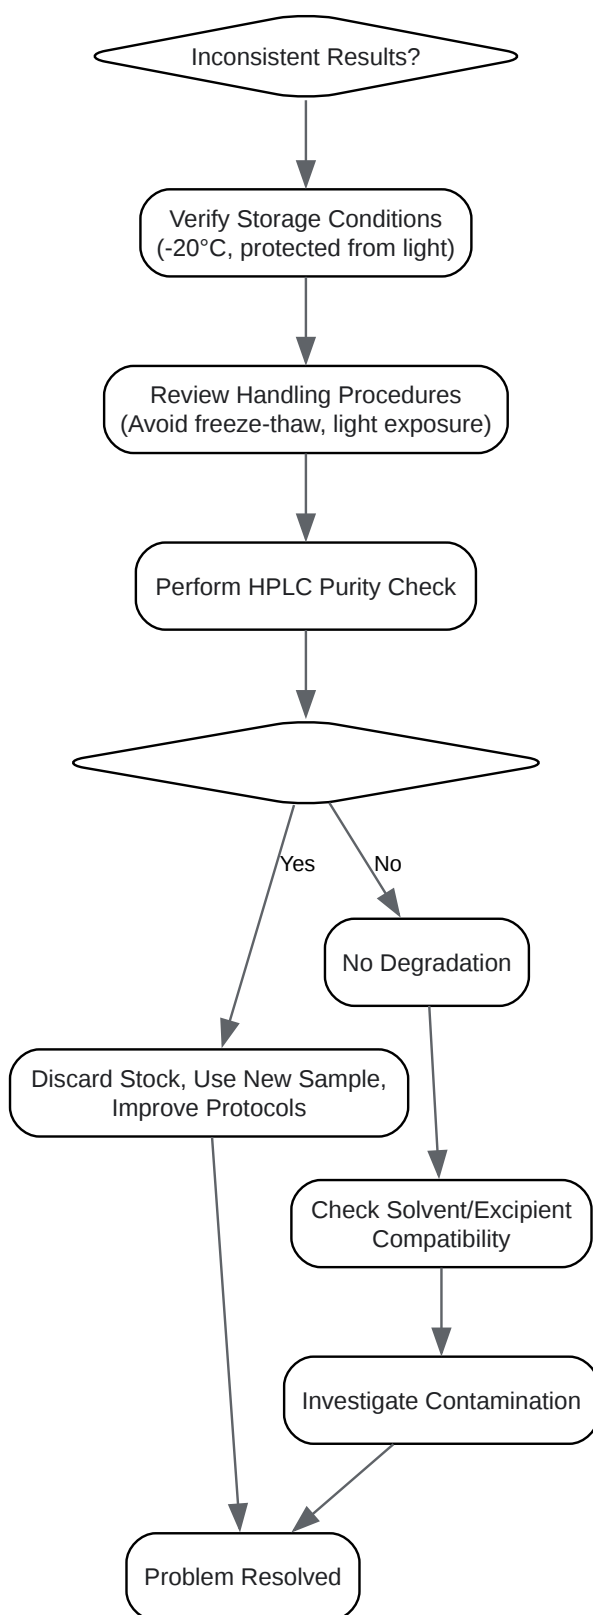 Inconsistent Results?
Verify Storage Conditions
(-20°C, protected from light)
Review Handling Procedures
(Avoid freeze-thaw, light exposure)
Perform HPLC Purity Check
Yes
No
No Degradation
Discard Stock, Use New Sample,
Improve Protocols
Check Solvent/Excipient
Compatibility
Investigate Contamination
Problem Resolved